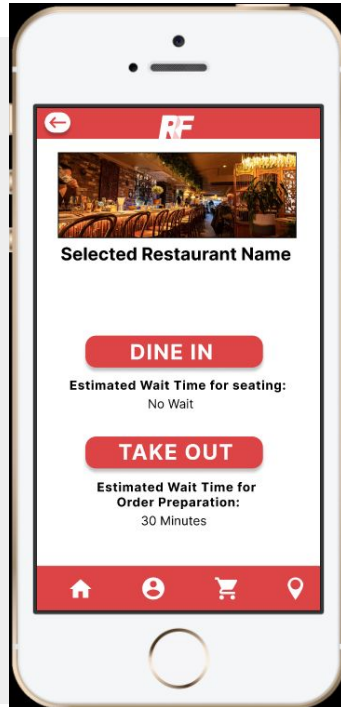 RF
Selected Restaurant Name
DINE IN
Estimated Wait Time for seating:
No Wait
TAKE OUT
Estimated Wait Time for
Order Preparation:
30 Minutes